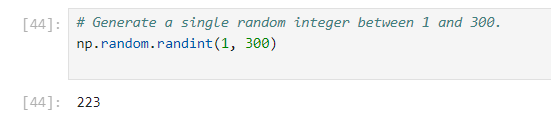 [44]: # Generate a single random integer between 1 and 300.
np.random.randint(1, 300)
[44]: 223